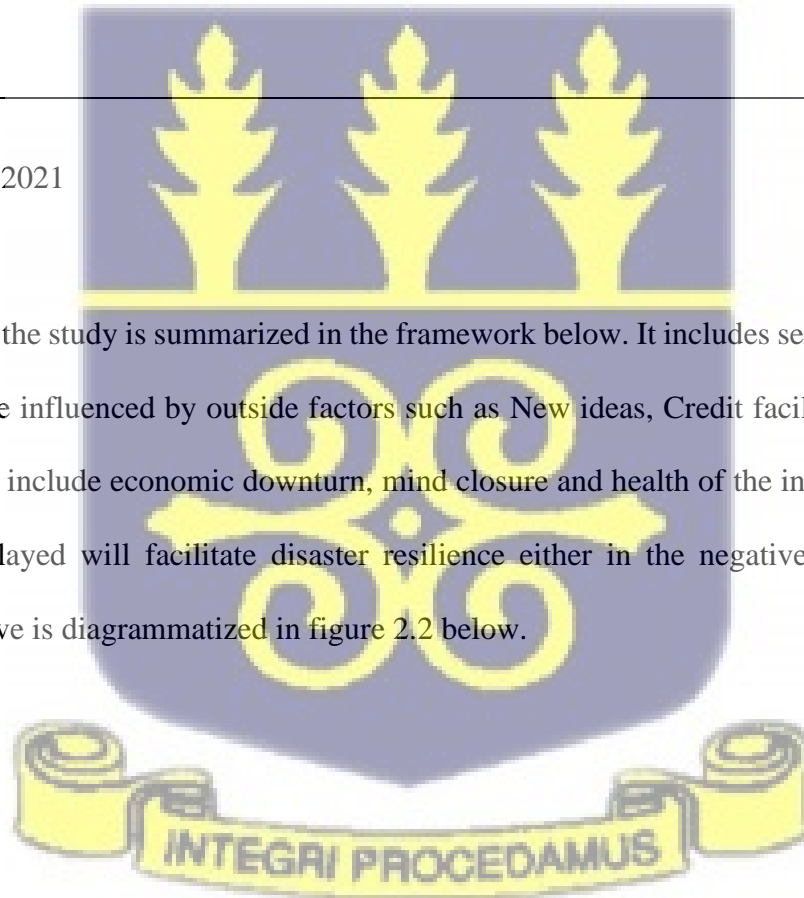 2021
the study is summarized in the framework below. It includes se
influenced by outside factors such as New ideas, Credit facil
include economic downturn, mind closure and health of the in
layed will facilitate disaster resilience either in the negative
ve is diagrammatized in figure 2.2 below.
INTEGRI PROCEDAMUS